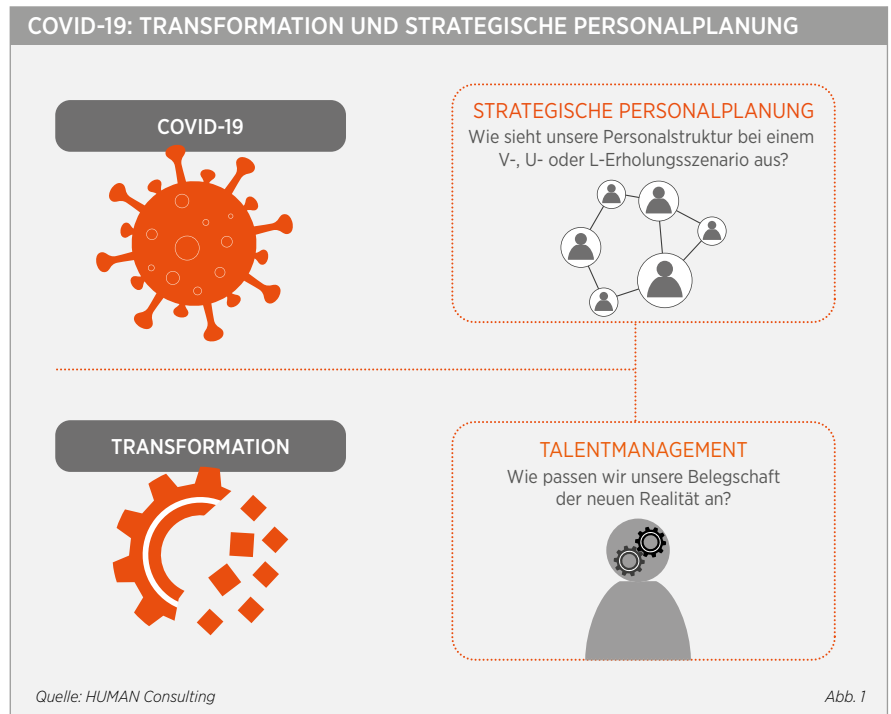 COVID-19: TRANSFORMATION UND STRATEGISCHE PERSONALPLANUNG
COVID-19
STRATEGISCHE PERSONALPLANUNG
Wie sieht unsere Personalstruktur bei einem
V-, U- oder L-Erholungsszenario aus?
TRANSFORMATION
TALENTMANAGEMENT
Wie passen wir unsere Belegschaft
der neuen Realität an?
Quelle: HUMAN Consulting
Abb. 1